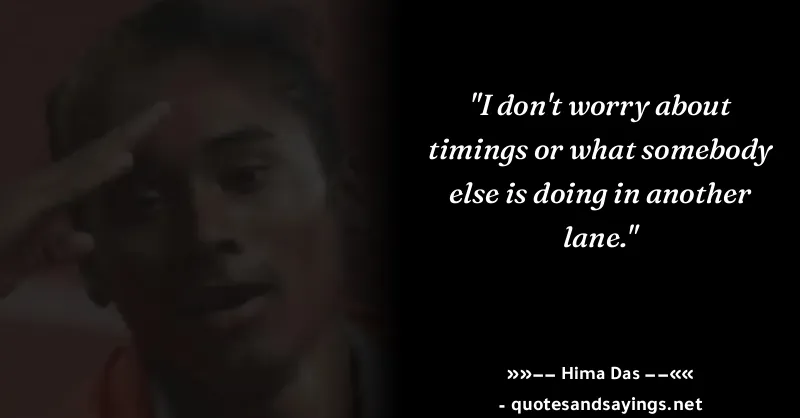 "I don't worry about
timings or what somebody
else is doing in another
lane."
»»−− Hima Das −−««
- quotesandsayings.net